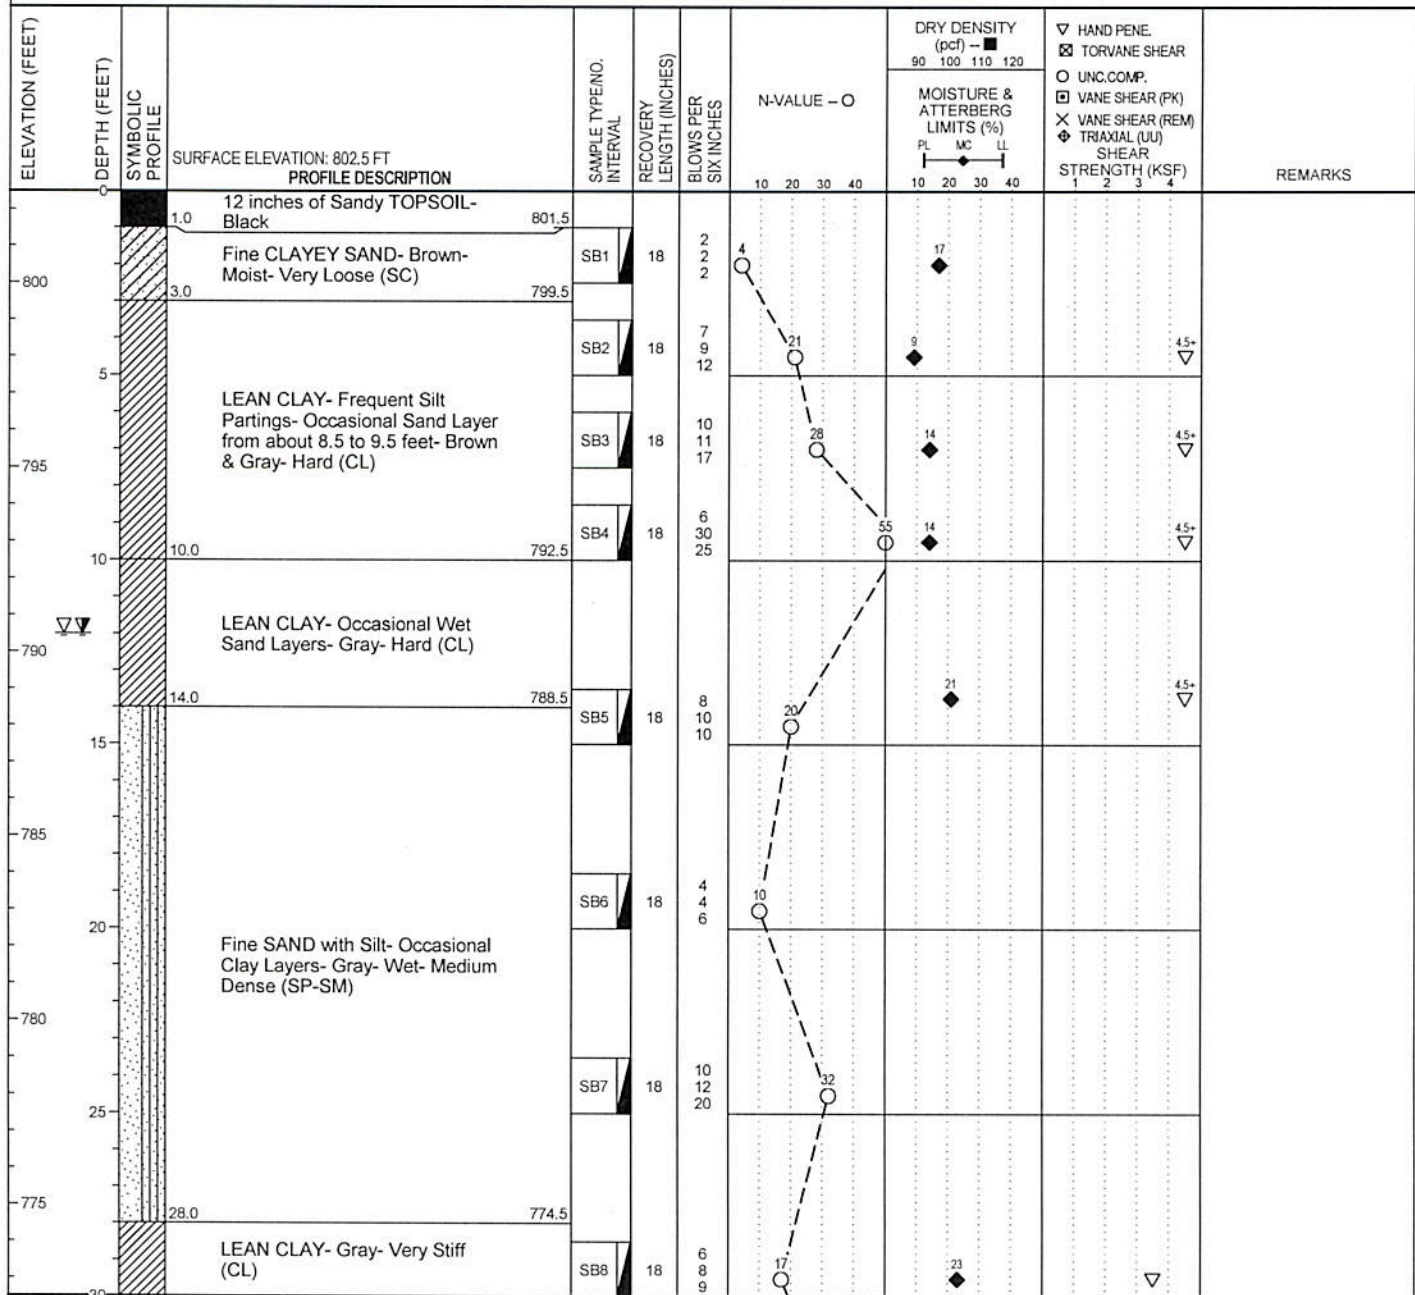 ELEVATION (FEET)
DEPTH (FEET)
SYMBOLIC
PROFILE
SURFACE ELEVATION: 802.5 FT
PROFILE DESCRIPTION
SAMPLE TYPE/NO.
INTERVAL
RECOVERY
LENGTH (INCHES)
BLOWS PER
SIX INCHES
N-VALUE – O
10 20 30 40
DRY DENSITY
(pcf) – ■
90 100 110 120
MOISTURE &
ATTERBERG
LIMITS (%)
PL MC LL
10 20 30 40
▽ HAND PENE.
TORVANE SHEAR
UNC.COMP.
VANE SHEAR (PK)
VANE SHEAR (REM)
TRIAXIAL (UU)
SHEAR
STRENGTH (KSF)
1 2 3 4
REMARKS
0
12 inches of Sandy TOPSOIL-
1.0 Black 801.5
Fine CLAYEY SAND- Brown-
Moist- Very Loose (SC)
3.0 799.5
SB1 18
2
2
2
4
17
800
SB2 18
7
9
12
21
9
4.5+
5
LEAN CLAY- Frequent Silt
Partings- Occasional Sand Layer
from about 8.5 to 9.5 feet- Brown
& Gray- Hard (CL)
SB3 18
10
11
17
28
14
4.5+
795
SB4 18
6
30
25
55
14
4.5+
10
10.0 792.5
LEAN CLAY- Occasional Wet
Sand Layers- Gray- Hard (CL)
790
14.0 788.5
SB5 18
8
10
10
20
21
4.5+
15
785
SB6 18
4
4
6
10
20
Fine SAND with Silt- Occasional
Clay Layers- Gray- Wet- Medium
Dense (SP-SM)
780
SB7 18
10
12
20
32
25
775
28.0 774.5
LEAN CLAY- Gray- Very Stiff
(CL)
SB8 18
6
8
9
17
23
30